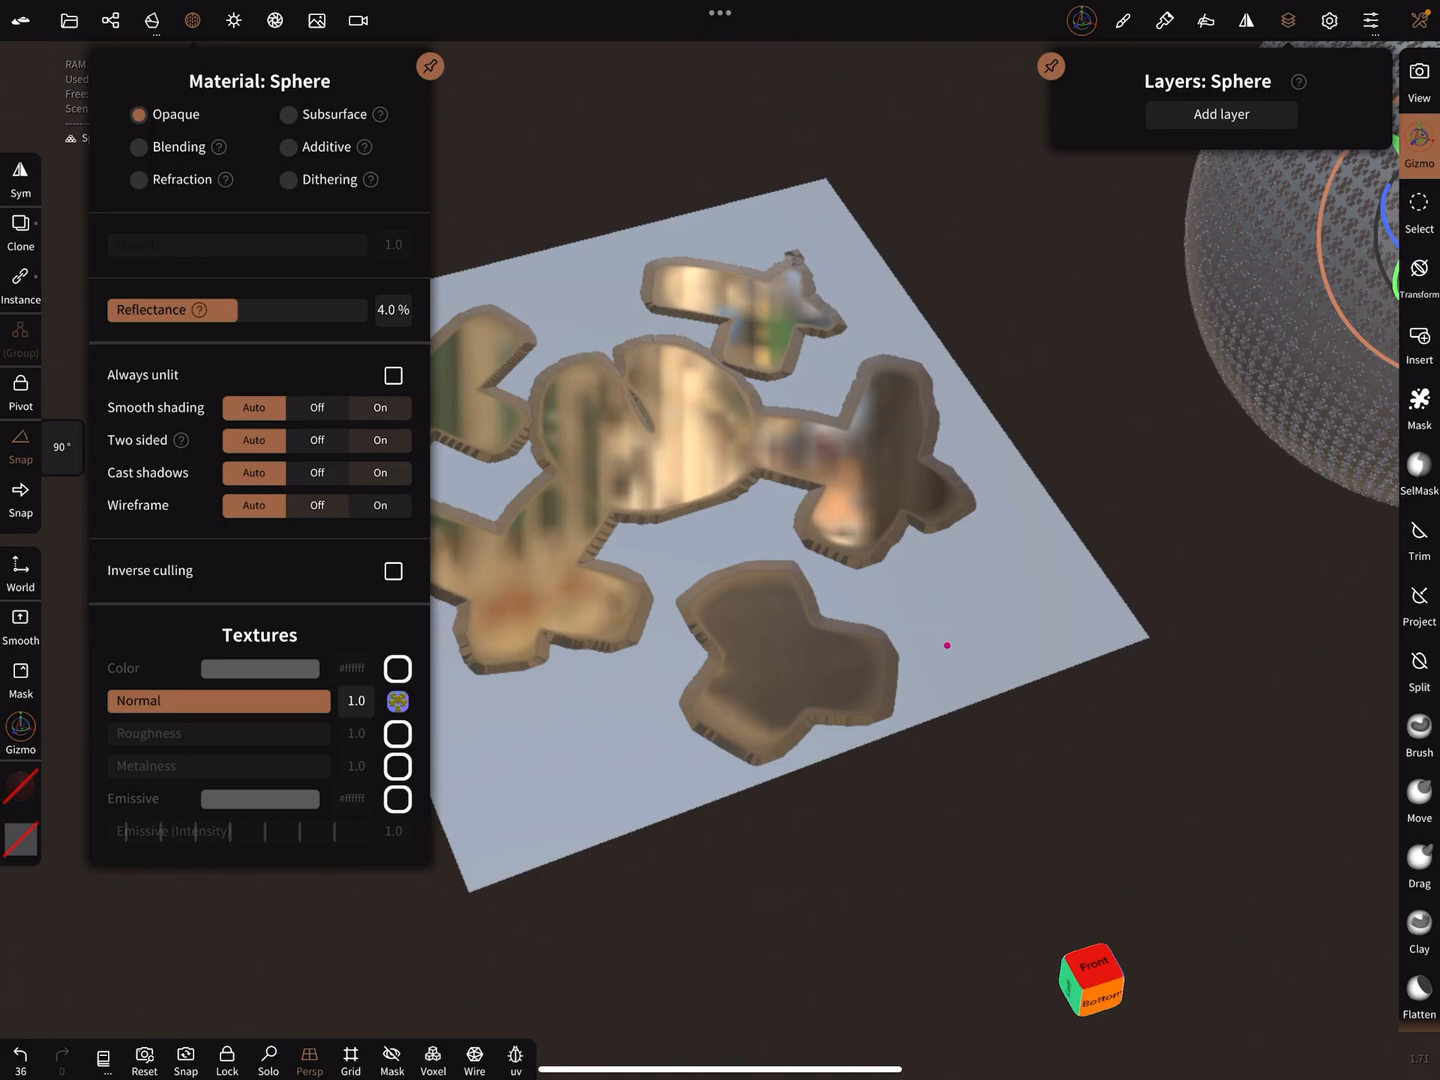 RAM
Used
Free:
Scen
Sp
Material: Sphere
Opaque
Subsurface ?
Blending ?
Additive ?
Refraction ?
Dithering ?
Opacity 1.0
Reflectance ? 4.0 %
Always unlit
Smooth shading Auto Off On
Two sided ? Auto Off On
Cast shadows Auto Off On
Wireframe Auto Off On
Inverse culling
Textures
Color #ffffff
Normal 1.0
Roughness 1.0
Metalness 1.0
Emissive #ffffff
Emissive (Intensity) 1.0
Layers: Sphere ?
Add layer
Sym
Clone
Instance
(Group)
Pivot
Snap 90 °
Snap
World
Smooth
Mask
Gizmo
View
Gizmo
Select
Transform
Insert
Mask
SelMask
Trim
Project
Split
Brush
Move
Drag
Clay
Flatten
Front
Bottom
36
0
...
Reset
Snap
Lock
Solo
Persp
Grid
Mask
Voxel
Wire
uv
1.71